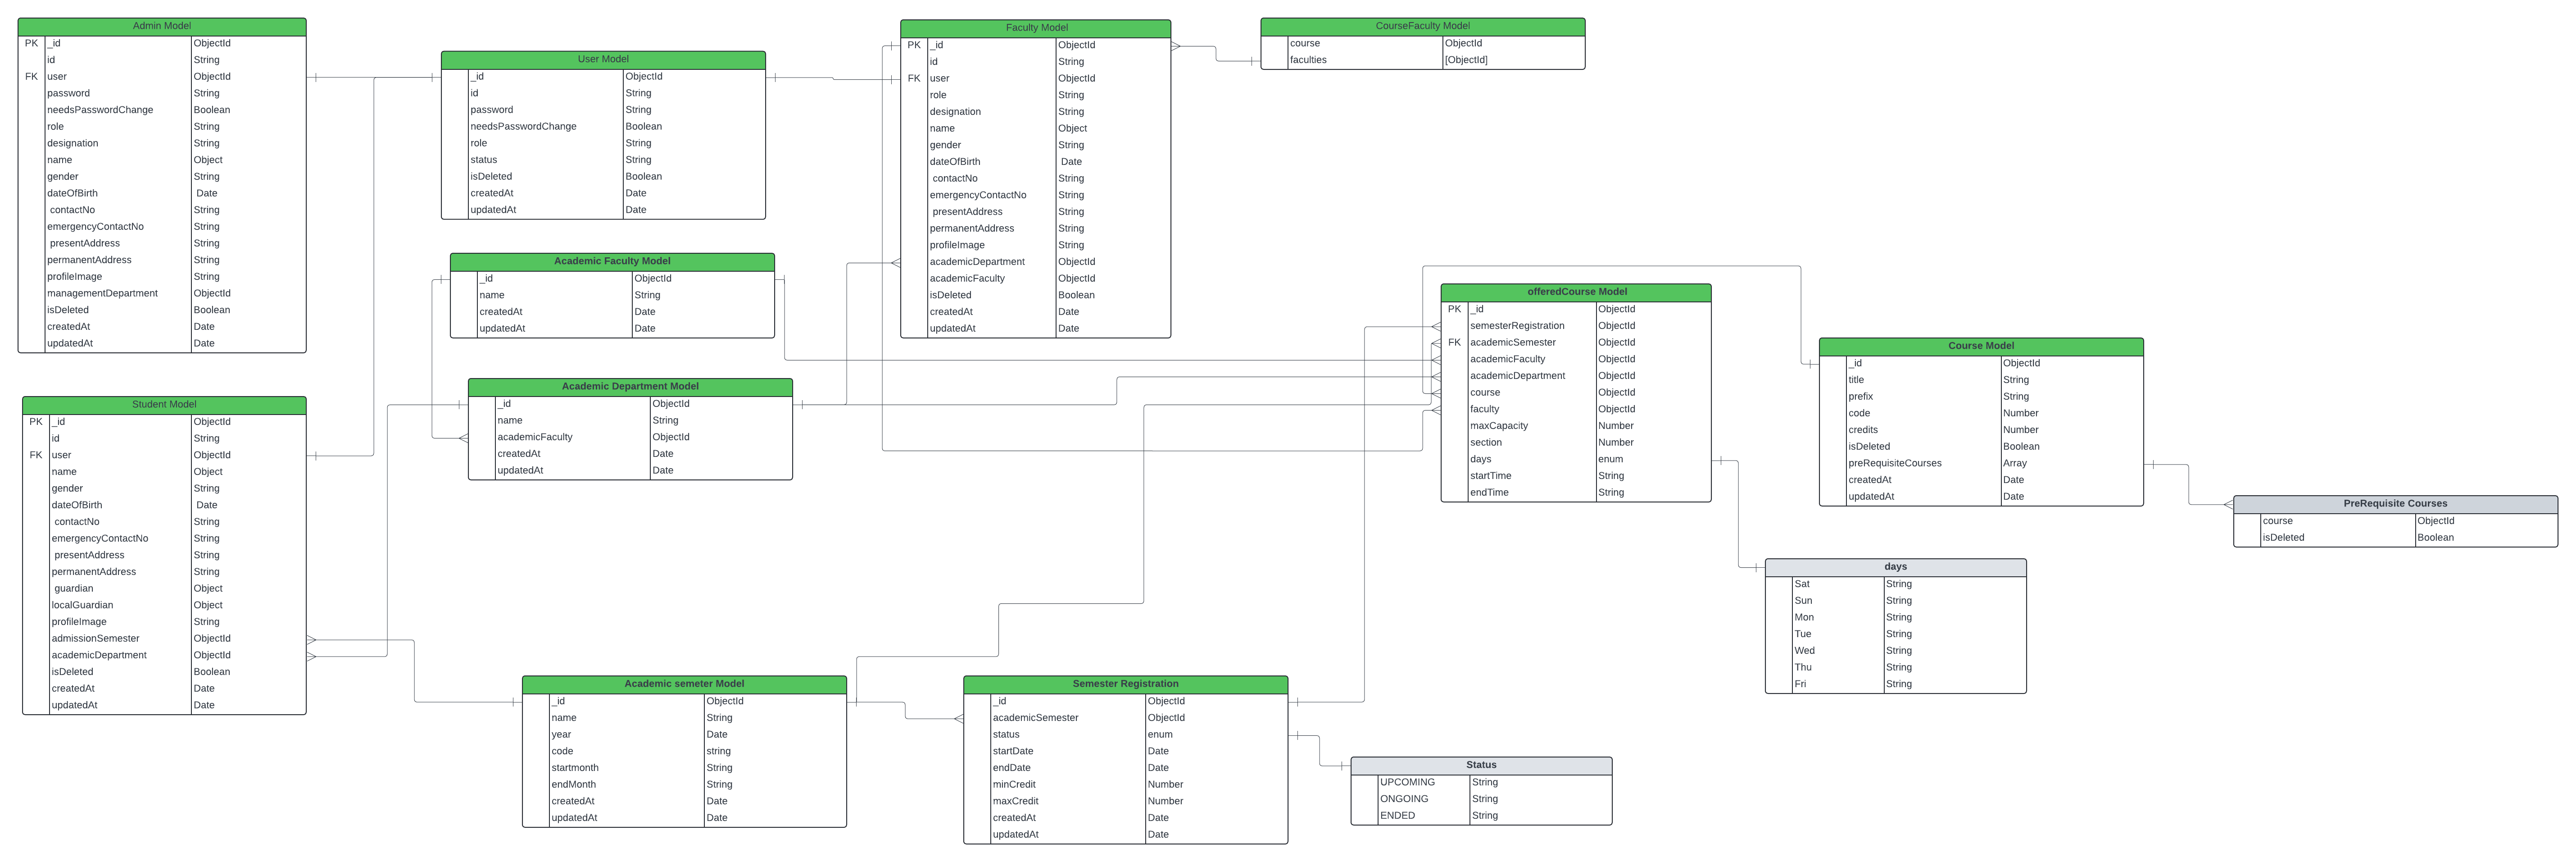 Admin Model
PK _id ObjectId
id String
FK user ObjectId
password String
needsPasswordChange Boolean
role String
designation String
name Object
gender String
dateOfBirth Date
contactNo String
emergencyContactNo String
presentAddress String
permanentAddress String
profileImage String
managementDepartment ObjectId
isDeleted Boolean
createdAt Date
updatedAt Date
User Model
_id ObjectId
id String
password String
needsPasswordChange Boolean
role String
status String
isDeleted Boolean
createdAt Date
updatedAt Date
Faculty Model
PK _id ObjectId
id String
FK user ObjectId
role String
designation String
name Object
gender String
dateOfBirth Date
contactNo String
emergencyContactNo String
presentAddress String
permanentAddress String
profileImage String
academicDepartment ObjectId
academicFaculty ObjectId
isDeleted Boolean
createdAt Date
updatedAt Date
CourseFaculty Model
course ObjectId
faculties [ObjectId]
Academic Faculty Model
_id ObjectId
name String
createdAt Date
updatedAt Date
Academic Department Model
_id ObjectId
name String
academicFaculty ObjectId
createdAt Date
updatedAt Date
offeredCourse Model
PK _id ObjectId
semesterRegistration ObjectId
FK academicSemester ObjectId
academicFaculty ObjectId
academicDepartment ObjectId
course ObjectId
faculty ObjectId
maxCapacity Number
section Number
days enum
startTime String
endTime String
Course Model
_id ObjectId
title String
prefix String
code Number
credits Number
isDeleted Boolean
preRequisiteCourses Array
createdAt Date
updatedAt Date
PreRequisite Courses
course ObjectId
isDeleted Boolean
Student Model
PK _id ObjectId
id String
FK user ObjectId
name Object
gender String
dateOfBirth Date
contactNo String
emergencyContactNo String
presentAddress String
permanentAddress String
guardian Object
localGuardian Object
profileImage String
admissionSemester ObjectId
academicDepartment ObjectId
isDeleted Boolean
createdAt Date
updatedAt Date
days
Sat String
Sun String
Mon String
Tue String
Wed String
Thu String
Fri String
Academic semeter Model
_id ObjectId
name String
year Date
code string
startmonth String
endMonth String
createdAt Date
updatedAt Date
Semester Registration
_id ObjectId
academicSemester ObjectId
status enum
startDate Date
endDate Date
minCredit Number
maxCredit Number
createdAt Date
updatedAt Date
Status
UPCOMING String
ONGOING String
ENDED String